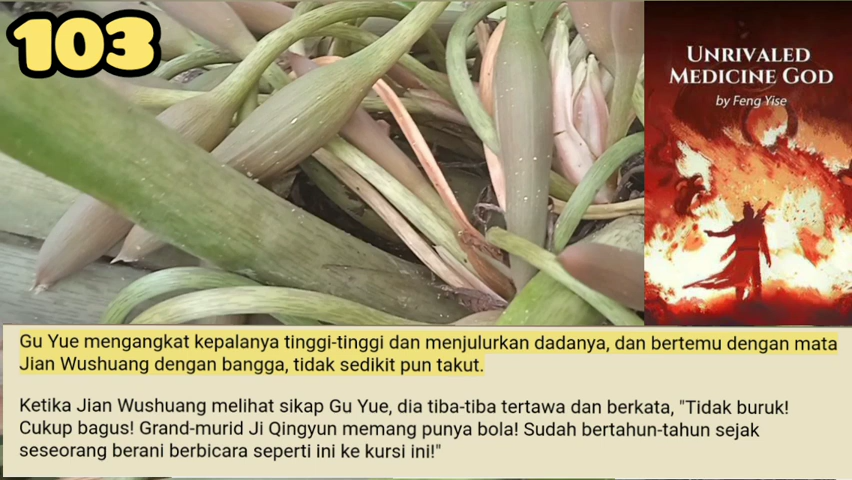 103
UNRIVALED
MEDICINE GOD
by Feng Yise
Gu Yue mengangkat kepalanya tinggi-tinggi dan menjulurkan dadanya, dan bertemu dengan mata
Jian Wushuang dengan bangga, tidak sedikit pun takut.
Ketika Jian Wushuang melihat sikap Gu Yue, dia tiba-tiba tertawa dan berkata, "Tidak buruk!
Cukup bagus! Grand-murid Ji Qingyun memang punya bola! Sudah bertahun-tahun sejak
seseorang berani berbicara seperti ini ke kursi ini!"